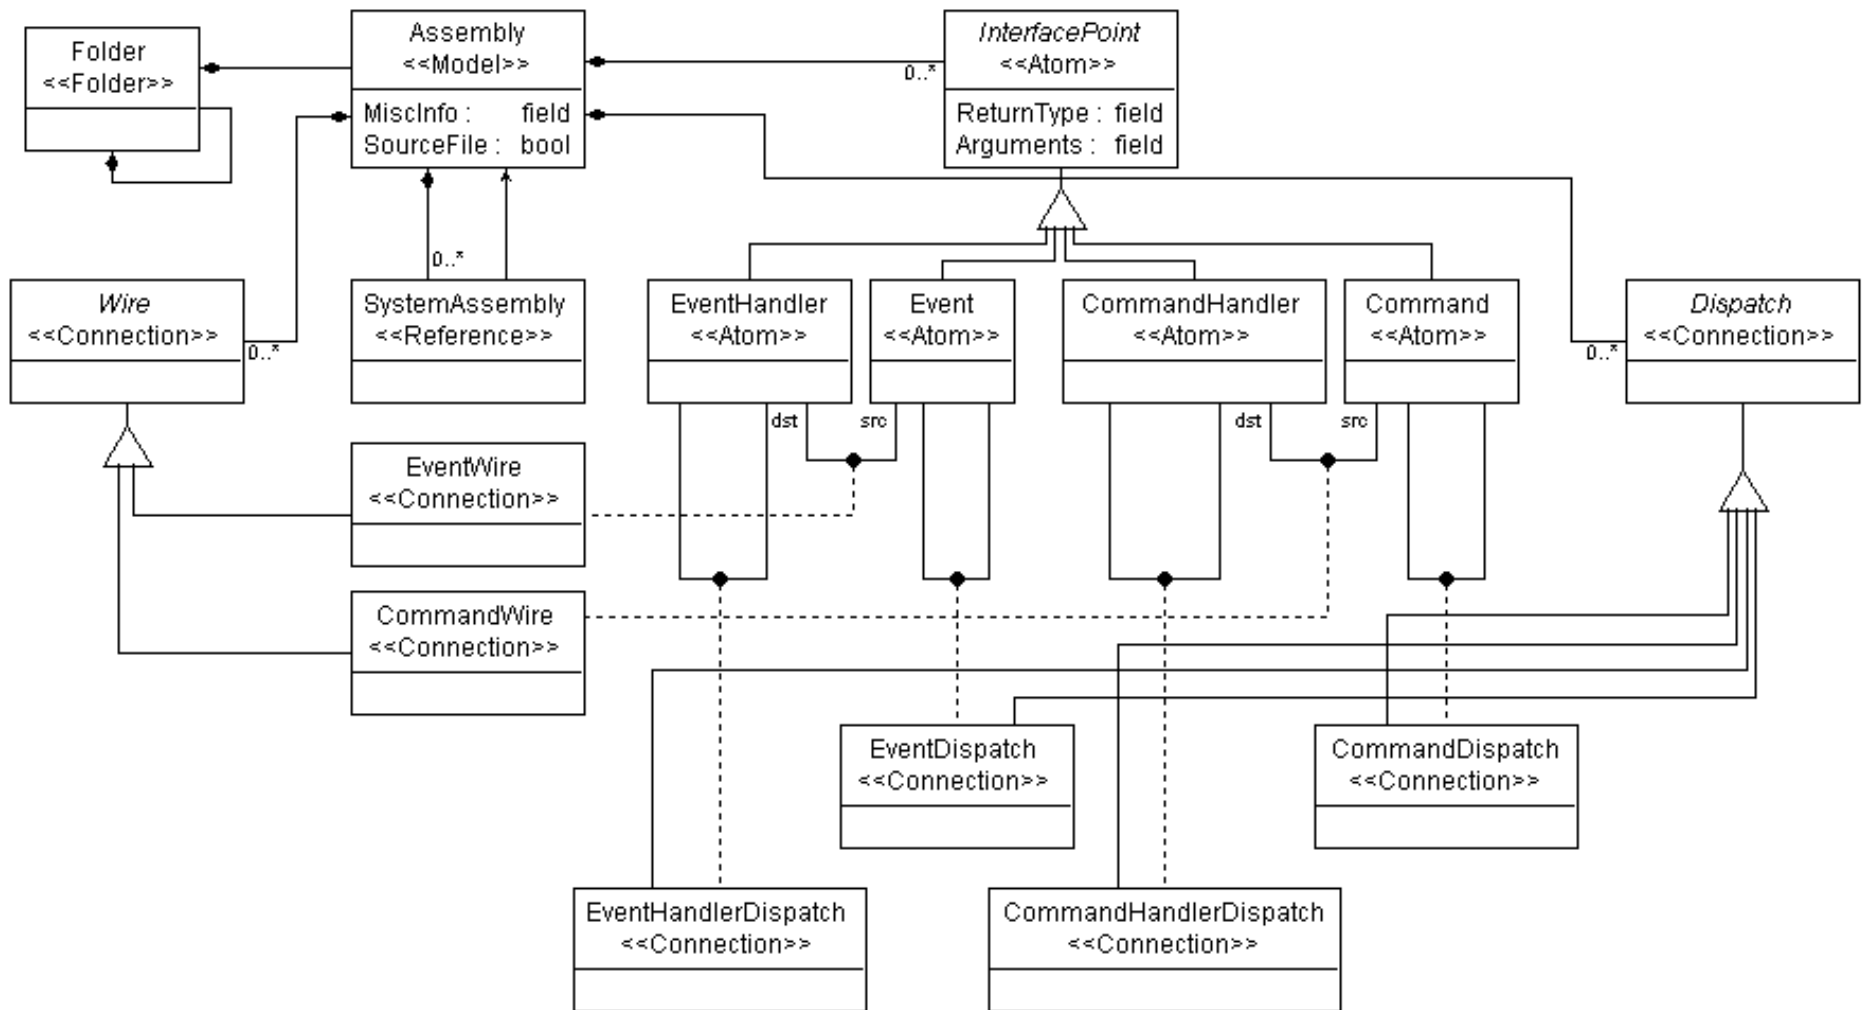 Folder
<<Folder>>
Assembly
<<Model>>
MiscInfo : field
SourceFile : bool
InterfacePoint
<<Atom>>
ReturnType : field
Arguments : field
0..*
0..*
Wire
<<Connection>>
0..*
SystemAssembly
<<Reference>>
EventHandler
<<Atom>>
Event
<<Atom>>
CommandHandler
<<Atom>>
Command
<<Atom>>
Dispatch
<<Connection>>
0..*
dst
src
dst
src
EventWire
<<Connection>>
CommandWire
<<Connection>>
EventDispatch
<<Connection>>
CommandDispatch
<<Connection>>
EventHandlerDispatch
<<Connection>>
CommandHandlerDispatch
<<Connection>>